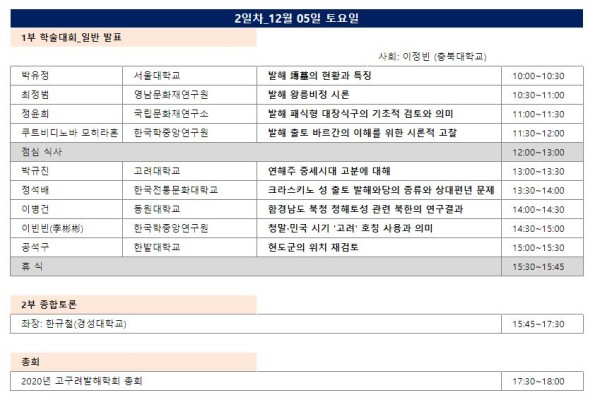 2일차_12월 05일 토요일
1부 학술대회_일반 발표
사회: 이정빈 (충북대학교)
박유정 서울대학교 발해 塼墓의 현황과 특징 10:00~10:30
최정범 영남문화재연구원 발해 왕릉비정 시론 10:30~11:00
정윤희 국립문화재연구소 발해 패식형 대장식구의 기초적 검토와 의미 11:00~11:30
쿠트비디노바 모히라혼 한국학중앙연구원 발해 출토 바르간의 이해를 위한 시론적 고찰 11:30~12:00
점심 식사 12:00~13:00
박규진 고려대학교 연해주 중세시대 고분에 대해 13:00~13:30
정석배 한국전통문화대학교 크라스키노 성 출토 발해와당의 종류와 상대편년 문제 13:30~14:00
이병건 동원대학교 함경남도 북청 청해토성 관련 북한의 연구결과 14:00~14:30
이빈빈(李彬彬) 한국학중앙연구원 청말·민국 시기 '고려' 호칭 사용과 의미 14:30~15:00
공석구 한밭대학교 현도군의 위치 재검토 15:00~15:30
휴 식 15:30~15:45
2부 종합토론
좌장: 한규철(경성대학교) 15:45~17:30
총회
2020년 고구려발해학회 총회 17:30~18:00